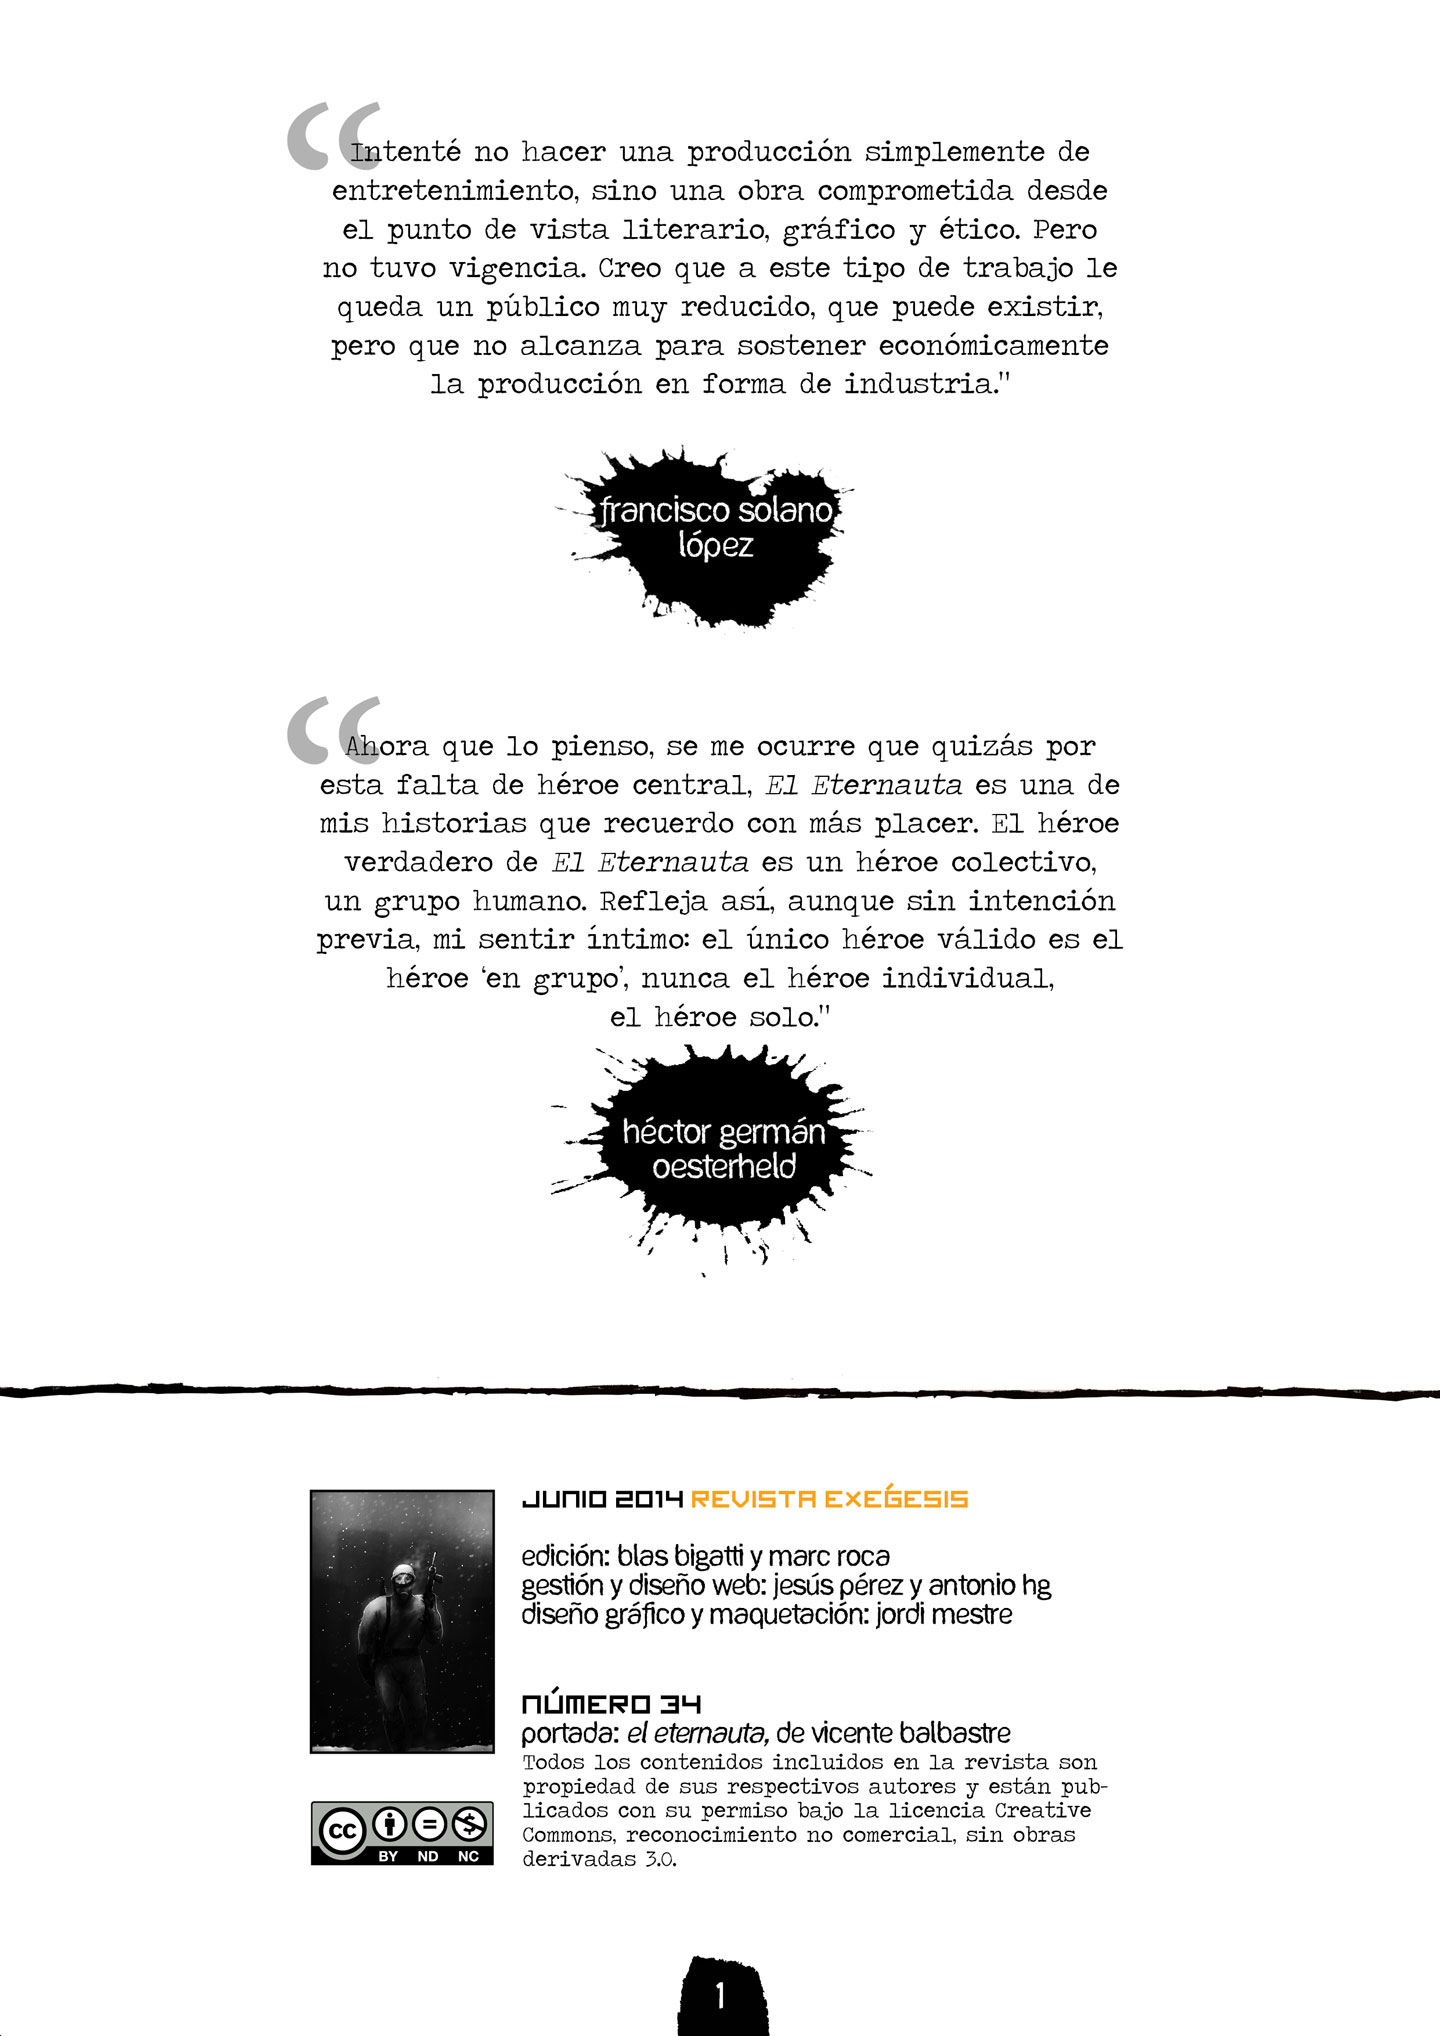 “Intenté no hacer una producción simplemente de
entretenimiento, sino una obra comprometida desde
el punto de vista literario, gráfico y ético. Pero
no tuvo vigencia. Creo que a este tipo de trabajo le
queda un público muy reducido, que puede existir,
pero que no alcanza para sostener económicamente
la producción en forma de industria."
francisco solano
lópez
“Ahora que lo pienso, se me ocurre que quizás por
esta falta de héroe central, El Eternauta es una de
mis historias que recuerdo con más placer. El héroe
verdadero de El Eternauta es un héroe colectivo,
un grupo humano. Refleja así, aunque sin intención
previa, mi sentir íntimo: el único héroe válido es el
héroe ‘en grupo’, nunca el héroe individual,
el héroe solo."
héctor germán
oesterheld
JUNIO 2014 REVISTA EXEǴESIS
edición: blas bigatti y marc roca
gestión y diseño web: jesús pérez y antonio hg
diseño gráfico y maquetación: jordi mestre
NÚMERO 34
portada: el eternauta, de vicente balbastre
Todos los contenidos incluidos en la revista son
propiedad de sus respectivos autores y están pub-
licados con su permiso bajo la licencia Creative
Commons, reconocimiento no comercial, sin obras
derivadas 3.0.
cc
BY ND NC
1